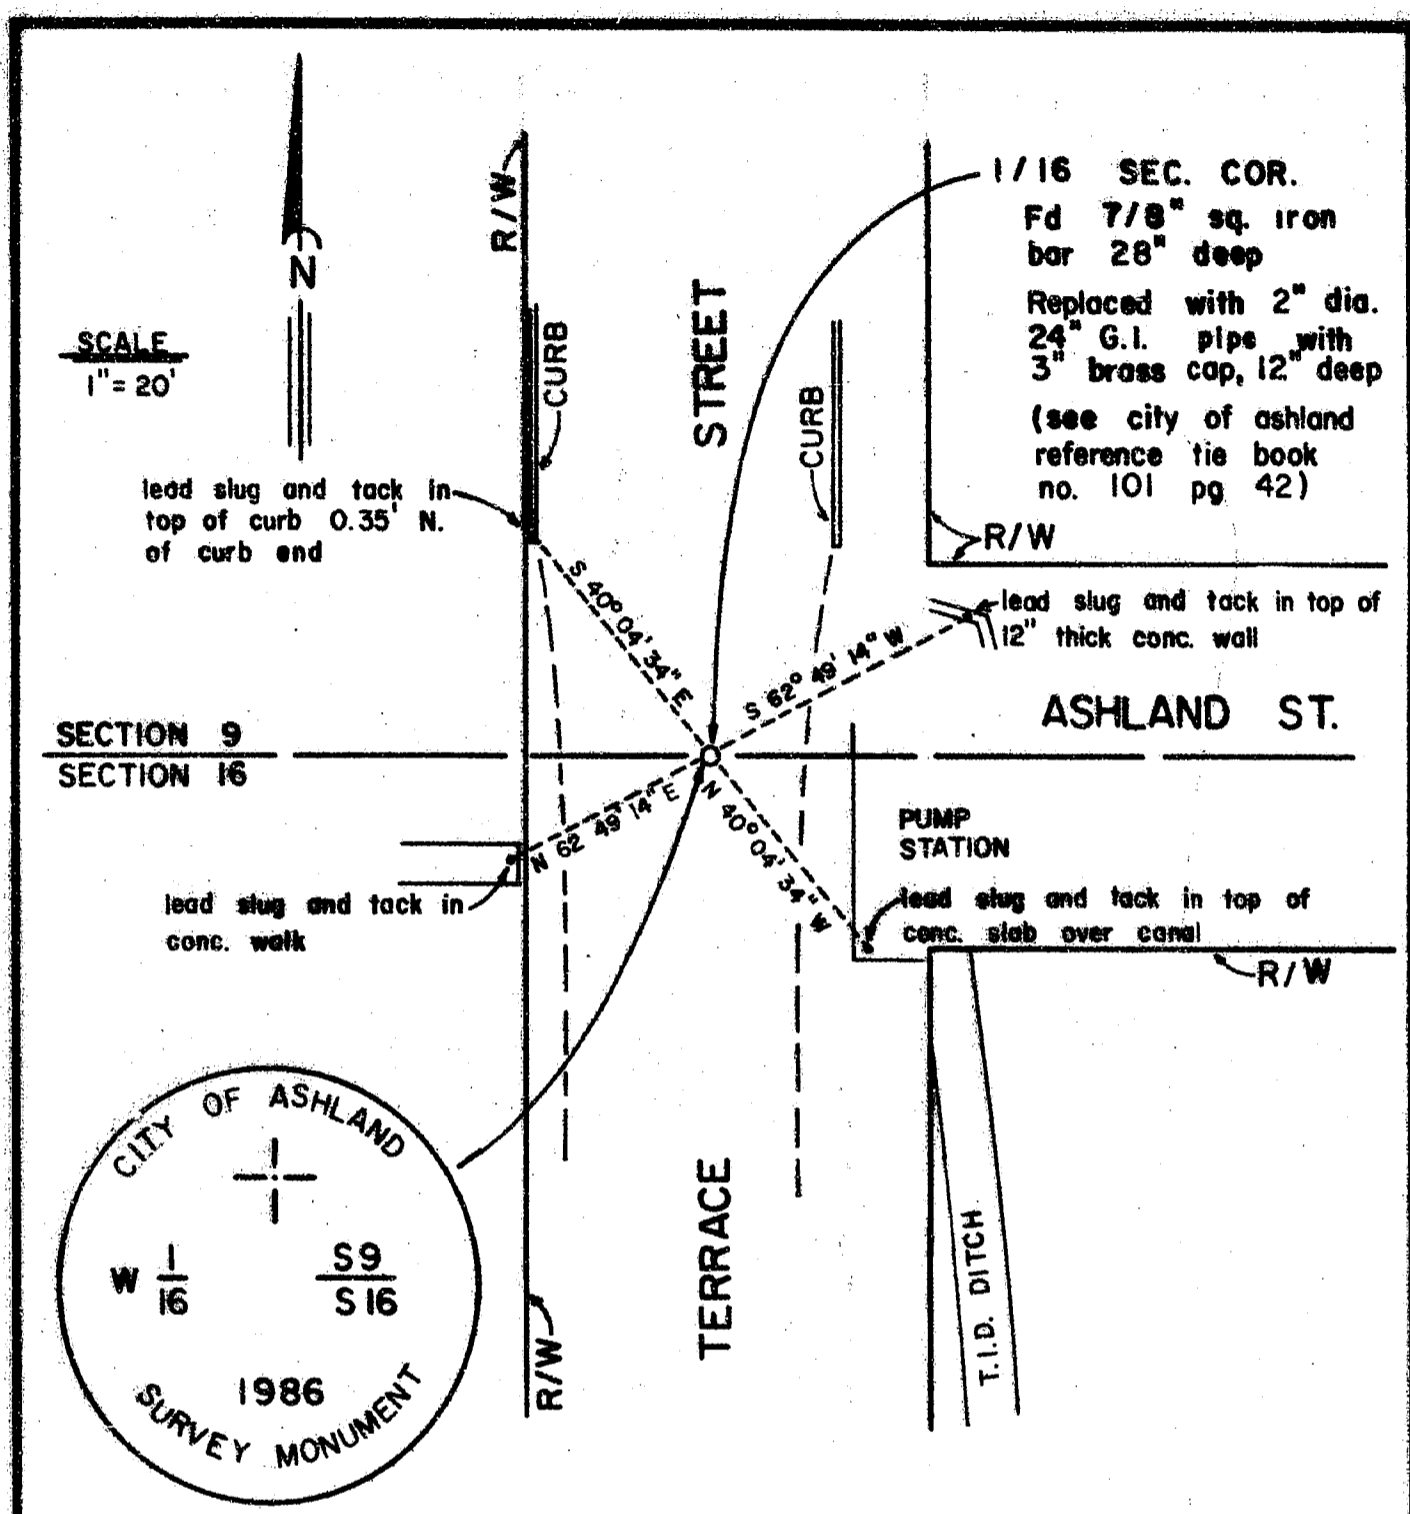 R/W
1/16 SEC. COR.
Fd 7/8" sq. iron
bar 28" deep
Replaced with 2" dia.
24" G.I. pipe with
3" brass cap, 12" deep
(see city of ashland
reference tie book
no. 101 pg 42)
N
SCALE
1" = 20'
CURB
STREET
CURB
lead slug and tack in
top of curb 0.35' N.
of curb end
R/W
S 40° 04' 34" E
S 62° 49' 14" W
lead slug and tack in top of
12" thick conc. wall
ASHLAND ST.
SECTION 9
SECTION 16
N 62 49' 14" E
N 40° 04' 34" W
PUMP
STATION
lead slug and tack in
conc. walk
lead slug and tack in top of
conc. slab over canal
R/W
CITY OF ASHLAND
W 1/16
S9
S16
1986
SURVEY MONUMENT
R/W
TERRACE
T.I.D. DITCH